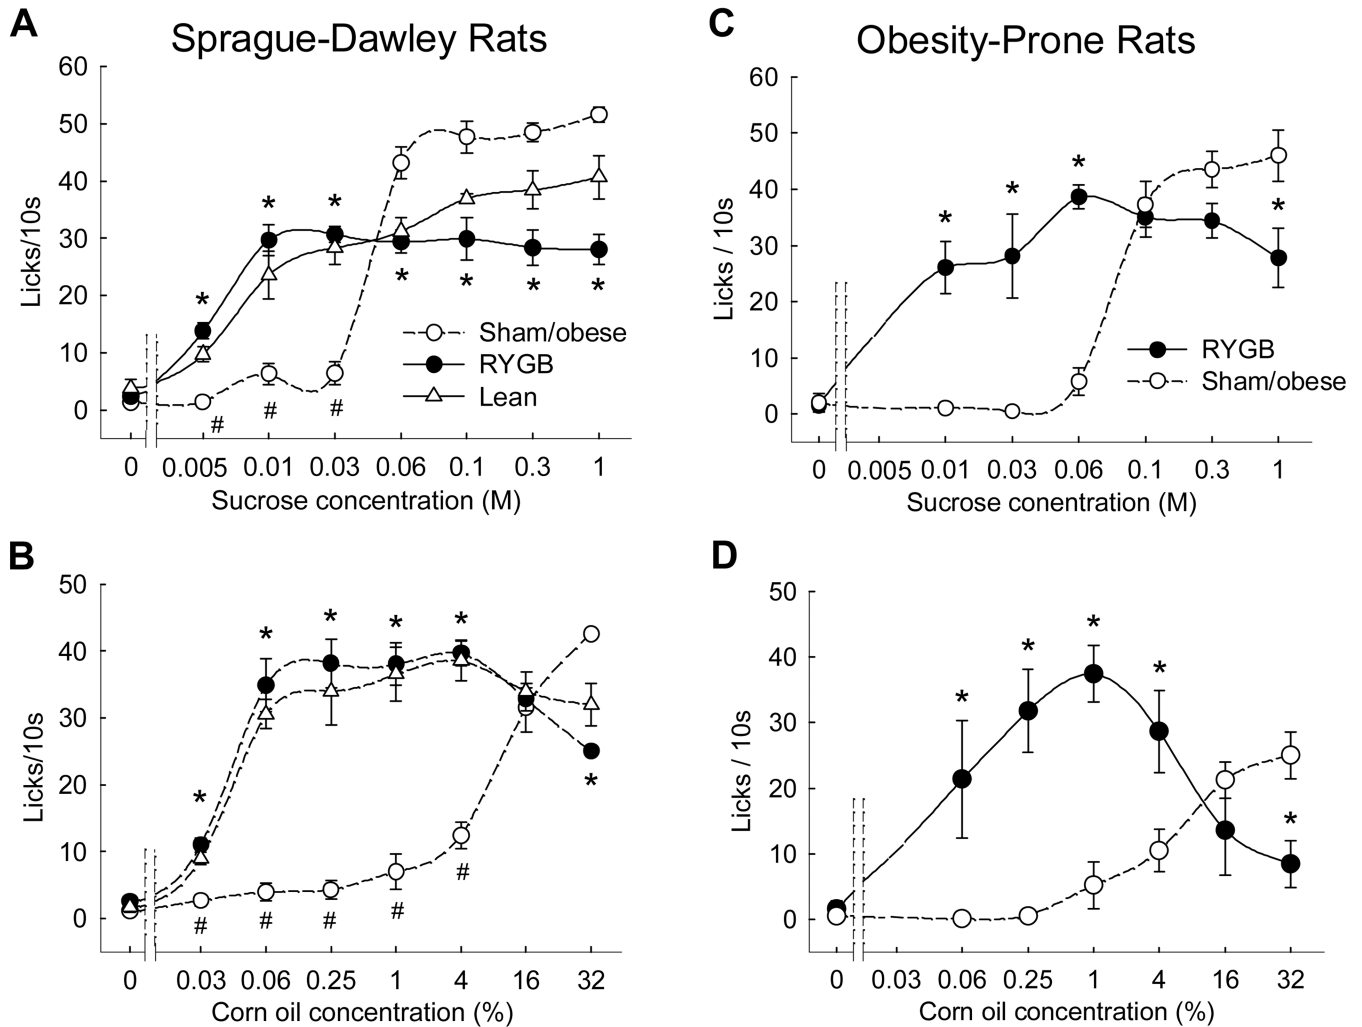 A
Sprague-Dawley Rats
60
50
40
30
20
10
0
Licks/10s
* * *
* * * *
# # #
Sham/obese
RYGB
Lean
0 0.005 0.01 0.03 0.06 0.1 0.3 1
Sucrose concentration (M)
C
Obesity-Prone Rats
60
50
40
30
20
10
0
Licks / 10s
* * * *
RYGB
Sham/obese
0 0.005 0.01 0.03 0.06 0.1 0.3 1
Sucrose concentration (M)
B
50
40
30
20
10
0
Licks/10s
* * * * *
*
# # # # #
0 0.03 0.06 0.25 1 4 16 32
Corn oil concentration (%)
D
50
40
30
20
10
0
Licks / 10s
* * * * *
0 0.03 0.06 0.25 1 4 16 32
Corn oil concentration (%)